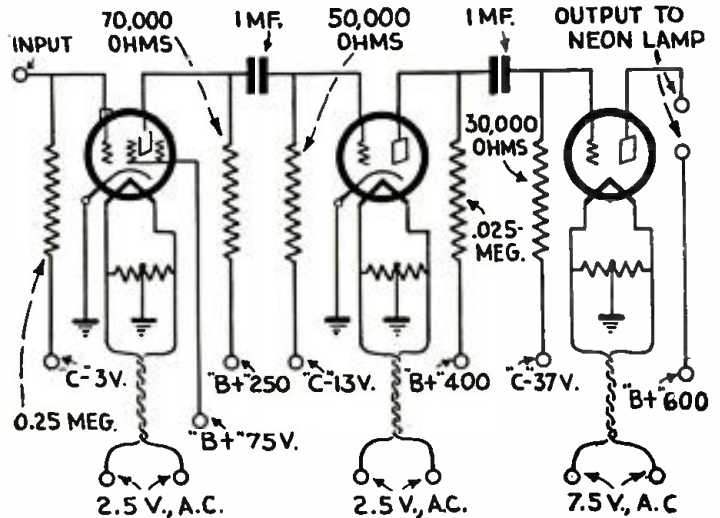 INPUT
70,000
OHMS
1 MF.
50,000
OHMS
1 MF.
OUTPUT TO
NEON LAMP
30,000
OHMS
.025-
MEG.
"C-"3V.
"B+"250
"C-"13V.
"B+"400
"C-"37V.
"B+"600
0.25 MEG.
"B+"75V.
2.5 V., A.C.
2.5 V., A.C.
7.5 V., A.C